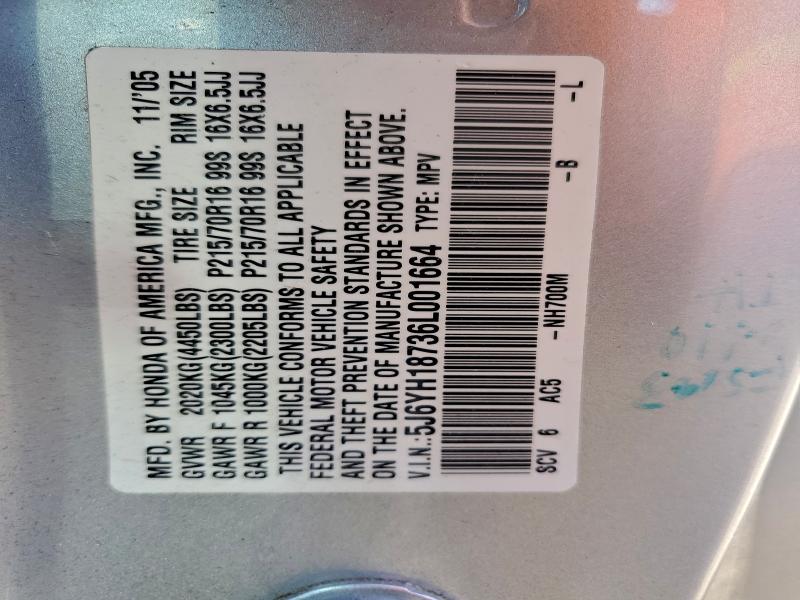 MFD. BY HONDA OF AMERICA MFG., INC. 11/'05
GVWR 2020KG(4450LBS) TIRE SIZE RIM SIZE
GAWR F 1045KG(2300LBS) P215/70R16 99S 16X6.5JJ
GAWR R 1000KG(2205LBS) P215/70R16 99S 16X6.5JJ
THIS VEHICLE CONFORMS TO ALL APPLICABLE
FEDERAL MOTOR VEHICLE SAFETY
AND THEFT PREVENTION STANDARDS IN EFFECT
ON THE DATE OF MANUFACTURE SHOWN ABOVE.
V.I.N.:5J6YH18736L001664 TYPE: MPV
SCV 6 AC5 -NH700M -B -L